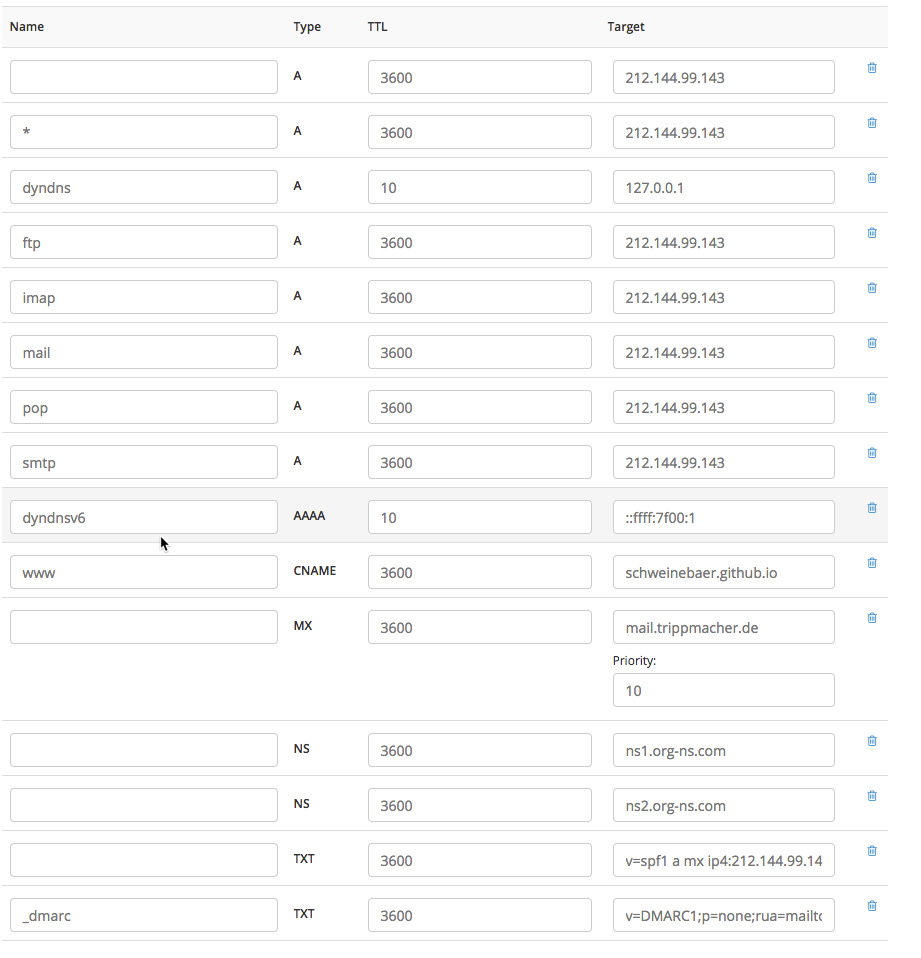 Name Type TTL Target
A 3600 212.144.99.143
* A 3600 212.144.99.143
dyndns A 10 127.0.0.1
ftp A 3600 212.144.99.143
imap A 3600 212.144.99.143
mail A 3600 212.144.99.143
pop A 3600 212.144.99.143
smtp A 3600 212.144.99.143
dyndnsv6 AAAA 10 ::ffff:7f00:1
www CNAME 3600 schweinebaer.github.io
MX 3600 mail.trippmacher.de
Priority:
10
NS 3600 ns1.org-ns.com
NS 3600 ns2.org-ns.com
TXT 3600 v=spf1 a mx ip4:212.144.99.14
_dmarc TXT 3600 v=DMARC1;p=none;rua=mailto